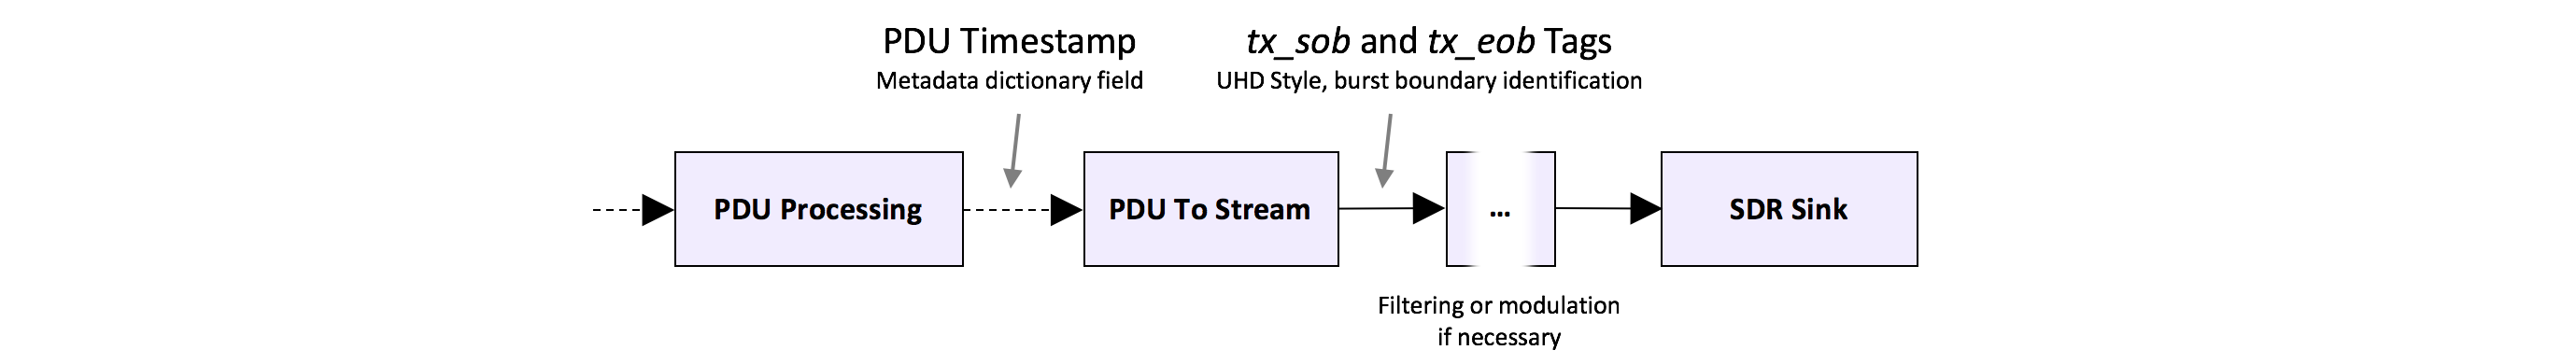 PDU Timestamp
Metadata dictionary field
tx_sob and tx_eob Tags
UHD Style, burst boundary identification
PDU Processing
PDU To Stream
...
SDR Sink
Filtering or modulation
if necessary